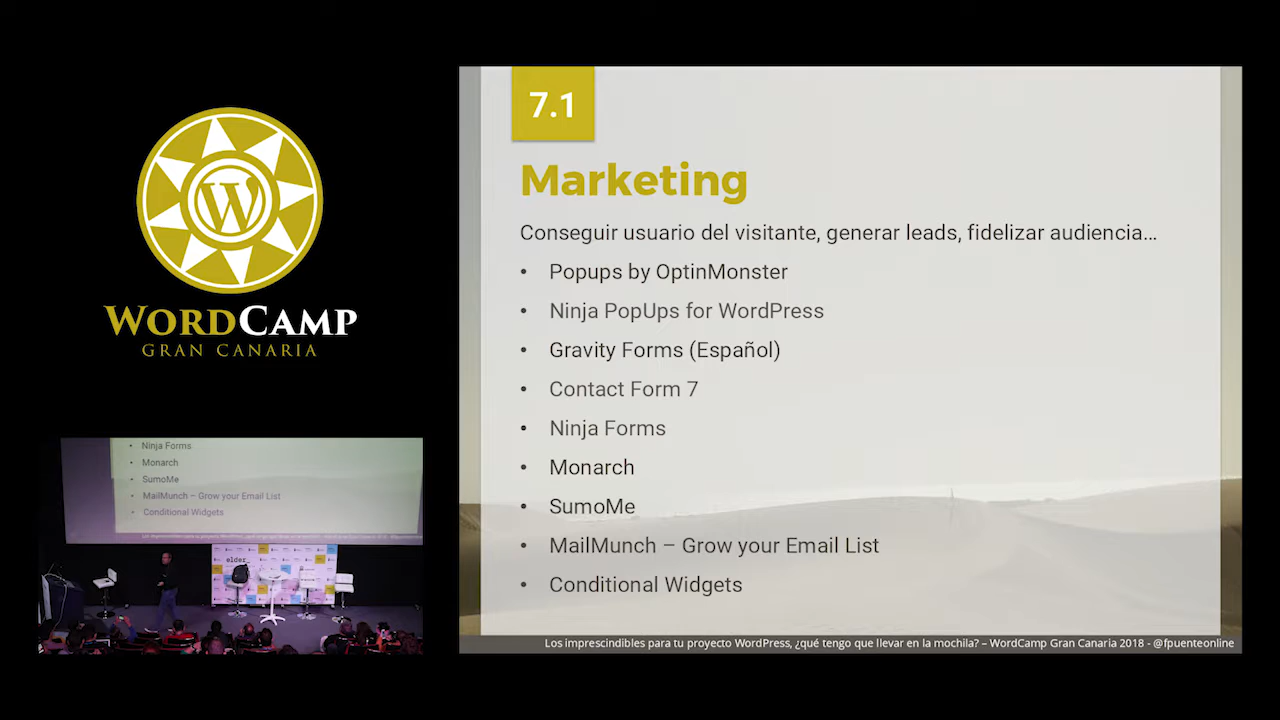 WORDCAMP
GRAN CANARIA
7.1
Marketing
Conseguir usuario del visitante, generar leads, fidelizar audiencia…
• Popups by OptinMonster
• Ninja PopUps for WordPress
• Gravity Forms (Español)
• Contact Form 7
• Ninja Forms
• Monarch
• SumoMe
• MailMunch – Grow your Email List
• Conditional Widgets
Los imprescindibles para tu proyecto WordPress, ¿qué tengo que llevar en la mochila? – WordCamp Gran Canaria 2018 - @fpuenteonline
• Ninja Forms
• Monarch
• SumoMe
• MailMunch – Grow your Email List
• Conditional Widgets
elder